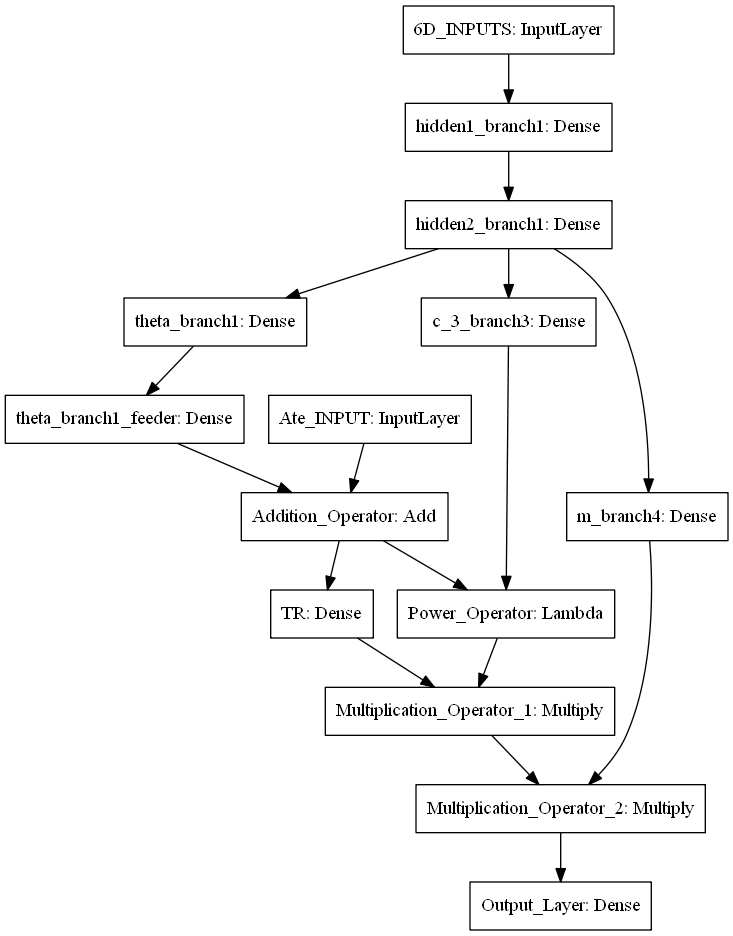 6D_INPUTS: InputLayer
hidden1_branch1: Dense
hidden2_branch1: Dense
theta_branch1: Dense
c_3_branch3: Dense
theta_branch1_feeder: Dense
Ate_INPUT: InputLayer
Addition_Operator: Add
m_branch4: Dense
TR: Dense
Power_Operator: Lambda
Multiplication_Operator_1: Multiply
Multiplication_Operator_2: Multiply
Output_Layer: Dense